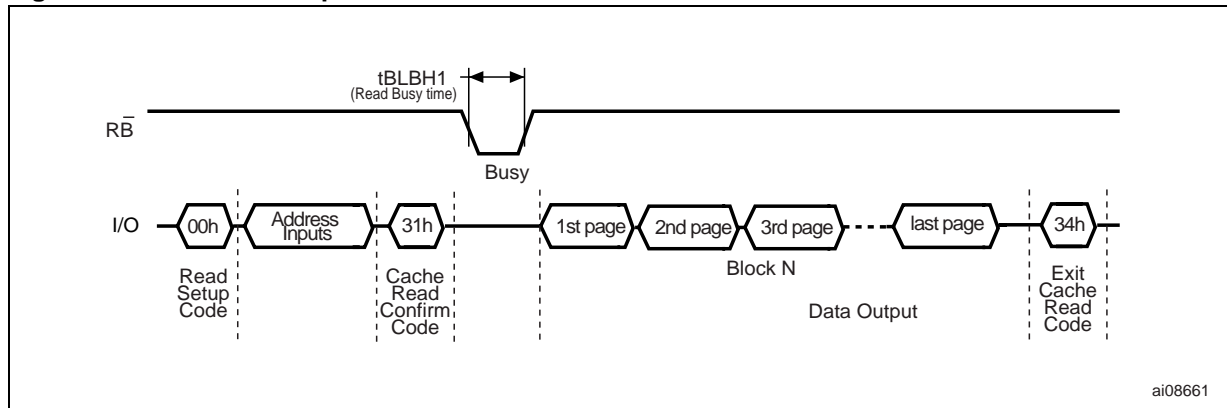 tBLBH1
(Read Busy time)
RB̅
Busy
I/O
00h
Address
Inputs
31h
1st page
2nd page
3rd page
last page
34h
Read
Setup
Code
Cache
Read
Confirm
Code
Block N
Data Output
Exit
Cache
Read
Code
ai08661